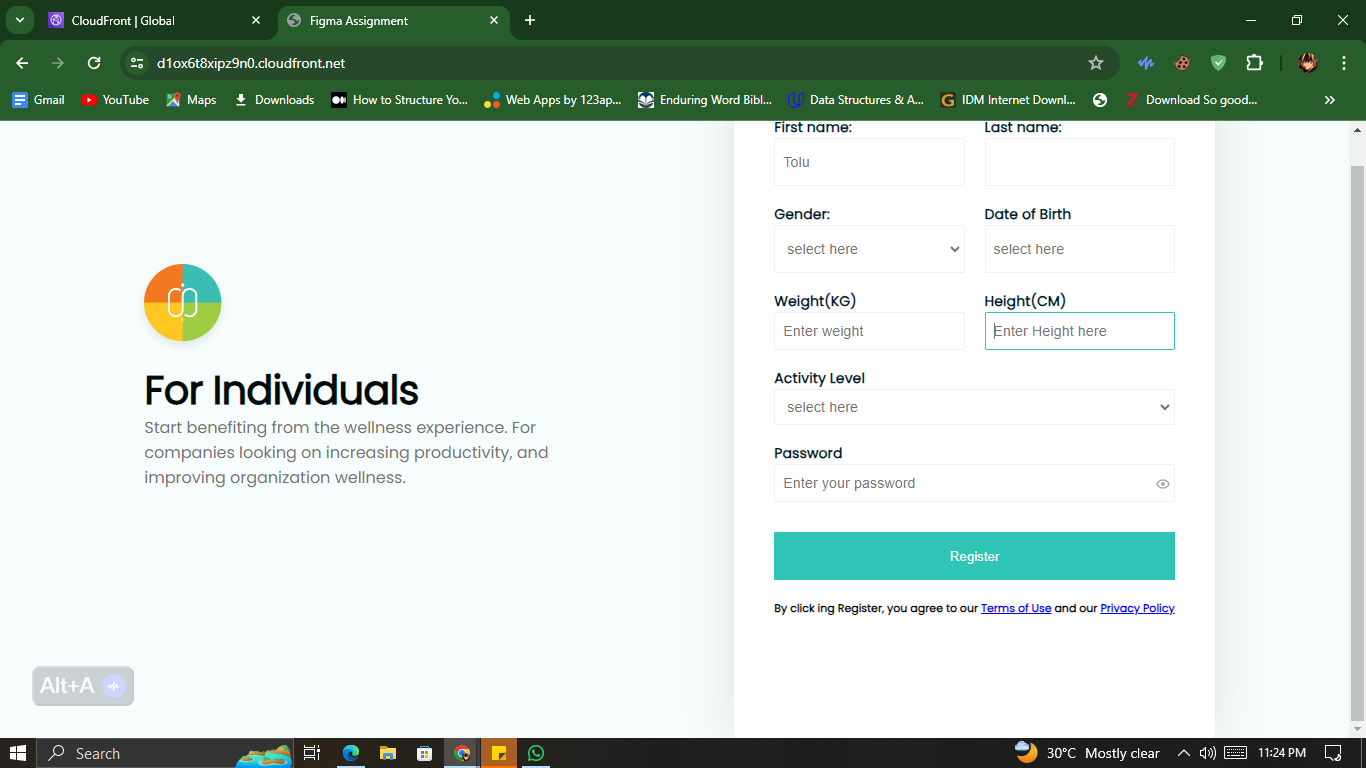 CloudFront | Global
Figma Assignment
d1ox6t8xipz9n0.cloudfront.net
Gmail
YouTube
Maps
Downloads
How to Structure Yo...
Web Apps by 123ap...
Enduring Word Bibl...
Data Structures & A...
IDM Internet Downl...
Download So good...
First name:
Last name:
Tolu
Gender:
Date of Birth
select here
select here
Weight(KG)
Height(CM)
Enter weight
Enter Height here
Activity Level
select here
Password
Enter your password
Register
By click ing Register, you agree to our Terms of Use and our Privacy Policy
For Individuals
Start benefiting from the wellness experience. For
companies looking on increasing productivity, and
improving organization wellness.
Alt+A
Search
30°C Mostly clear
11:24 PM